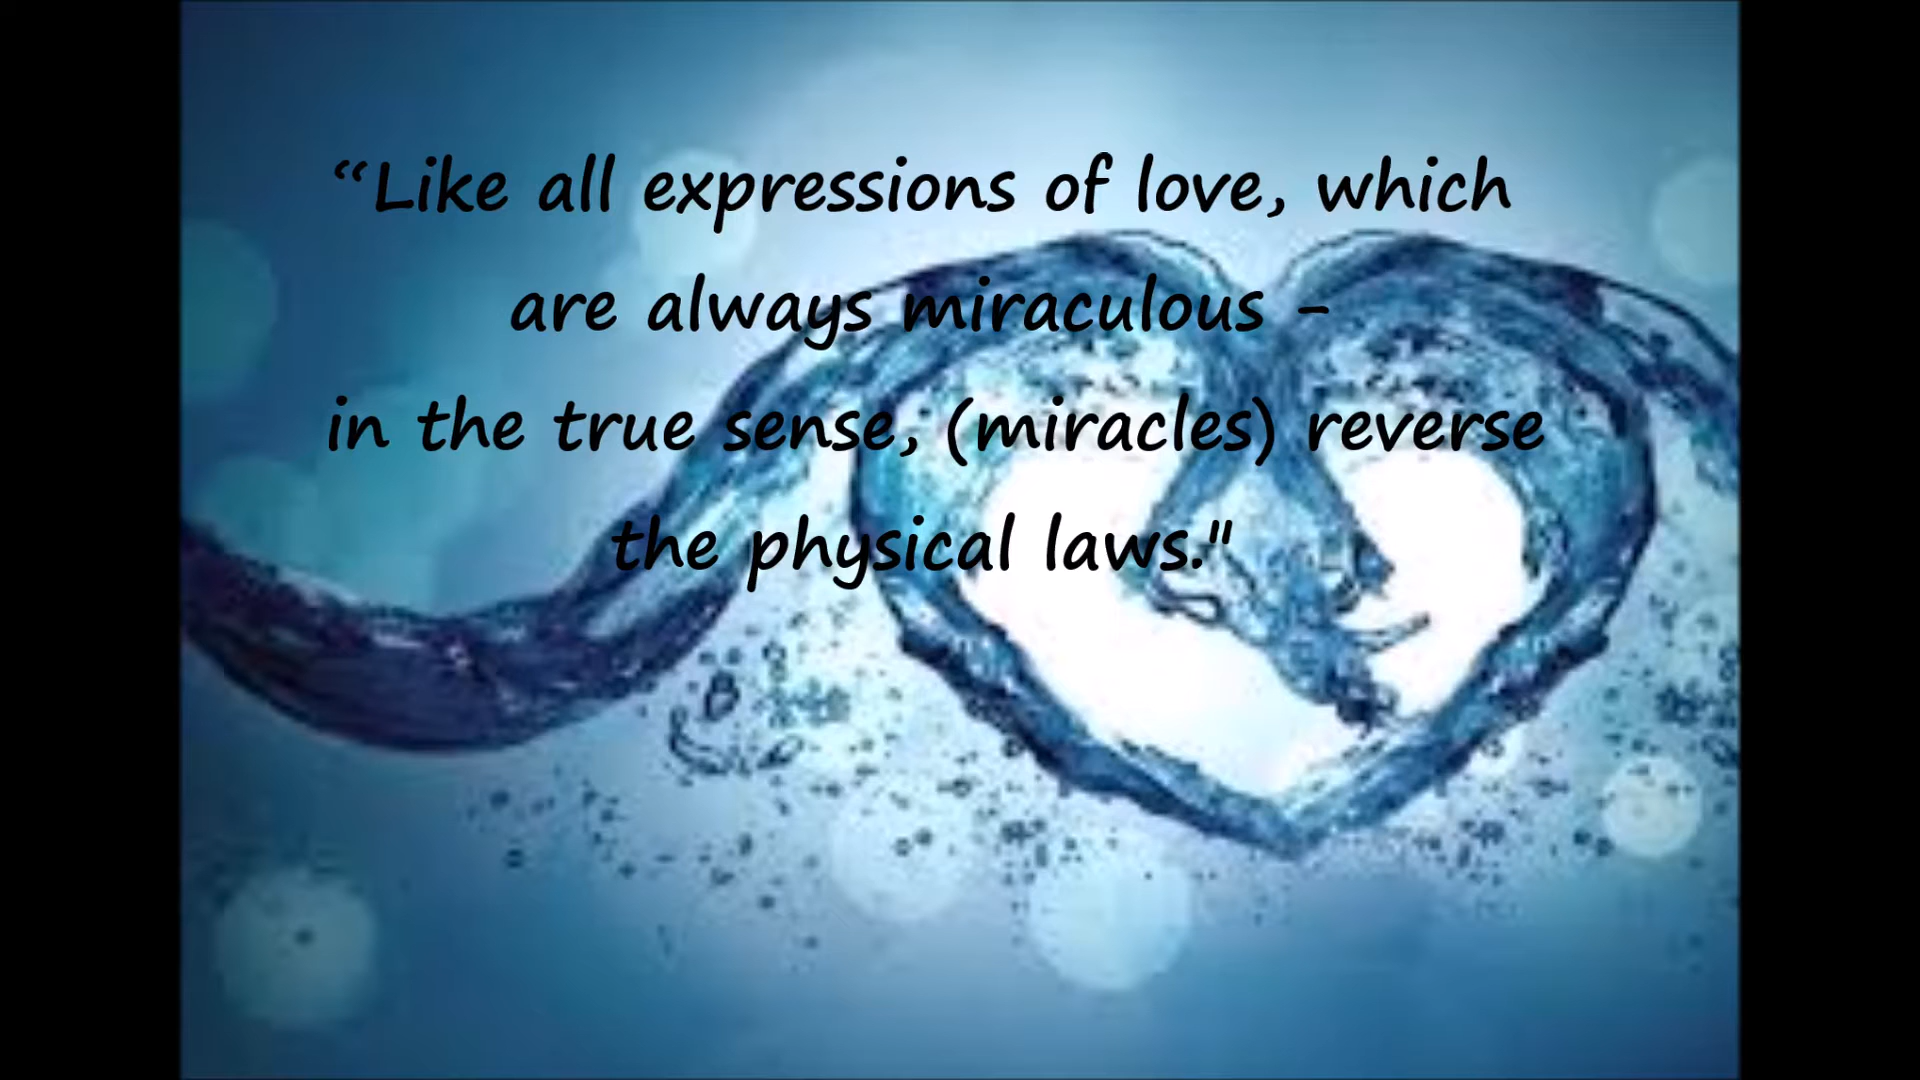 “Like all expressions of love, which
are always miraculous -
in the true sense, (miracles) reverse
the physical laws."